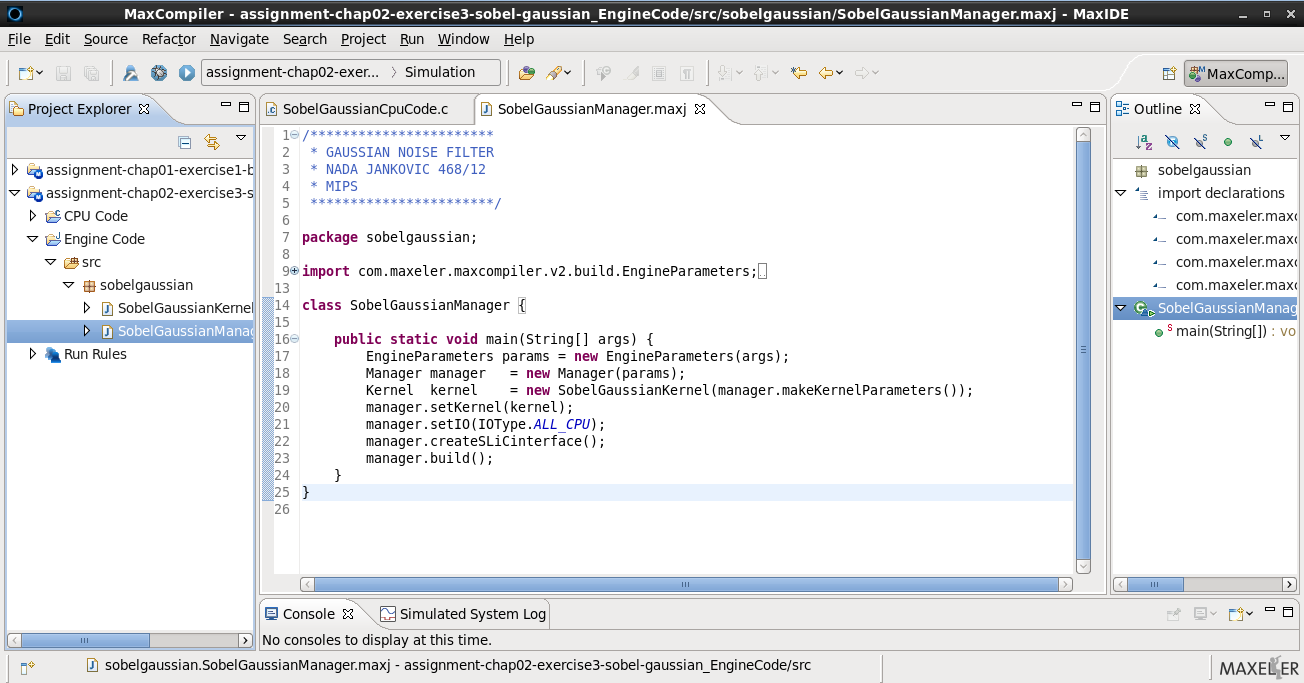 MaxCompiler - assignment-chap02-exercise3-sobel-gaussian_EngineCode/src/sobelgaussian/SobelGaussianManager.maxj - MaxIDE
File Edit Source Refactor Navigate Search Project Run Window Help
assignment-chap02-exer... > Simulation
MaxComp...
Project Explorer
assignment-chap01-exercise1-b
assignment-chap02-exercise3-s
CPU Code
Engine Code
src
sobelgaussian
SobelGaussianKernel
SobelGaussianManag
Run Rules
SobelGaussianCpuCode.c
SobelGaussianManager.maxj
1 /***********************
2 * GAUSSIAN NOISE FILTER
3 * NADA JANKOVIC 468/12
4 * MIPS
5 ***********************/
6
7 package sobelgaussian;
8
9 import com.maxeler.maxcompiler.v2.build.EngineParameters;
13
14 class SobelGaussianManager {
15
16 public static void main(String[] args) {
17 EngineParameters params = new EngineParameters(args);
18 Manager manager = new Manager(params);
19 Kernel kernel = new SobelGaussianKernel(manager.makeKernelParameters());
20 manager.setKernel(kernel);
21 manager.setIO(IOType.ALL_CPU);
22 manager.createSLiCinterface();
23 manager.build();
24 }
25 }
26
Outline
sobelgaussian
import declarations
com.maxeler.maxc
com.maxeler.maxc
com.maxeler.maxc
com.maxeler.maxc
SobelGaussianManag
main(String[]) : vo
Console
Simulated System Log
No consoles to display at this time.
sobelgaussian.SobelGaussianManager.maxj - assignment-chap02-exercise3-sobel-gaussian_EngineCode/src
MAXELER